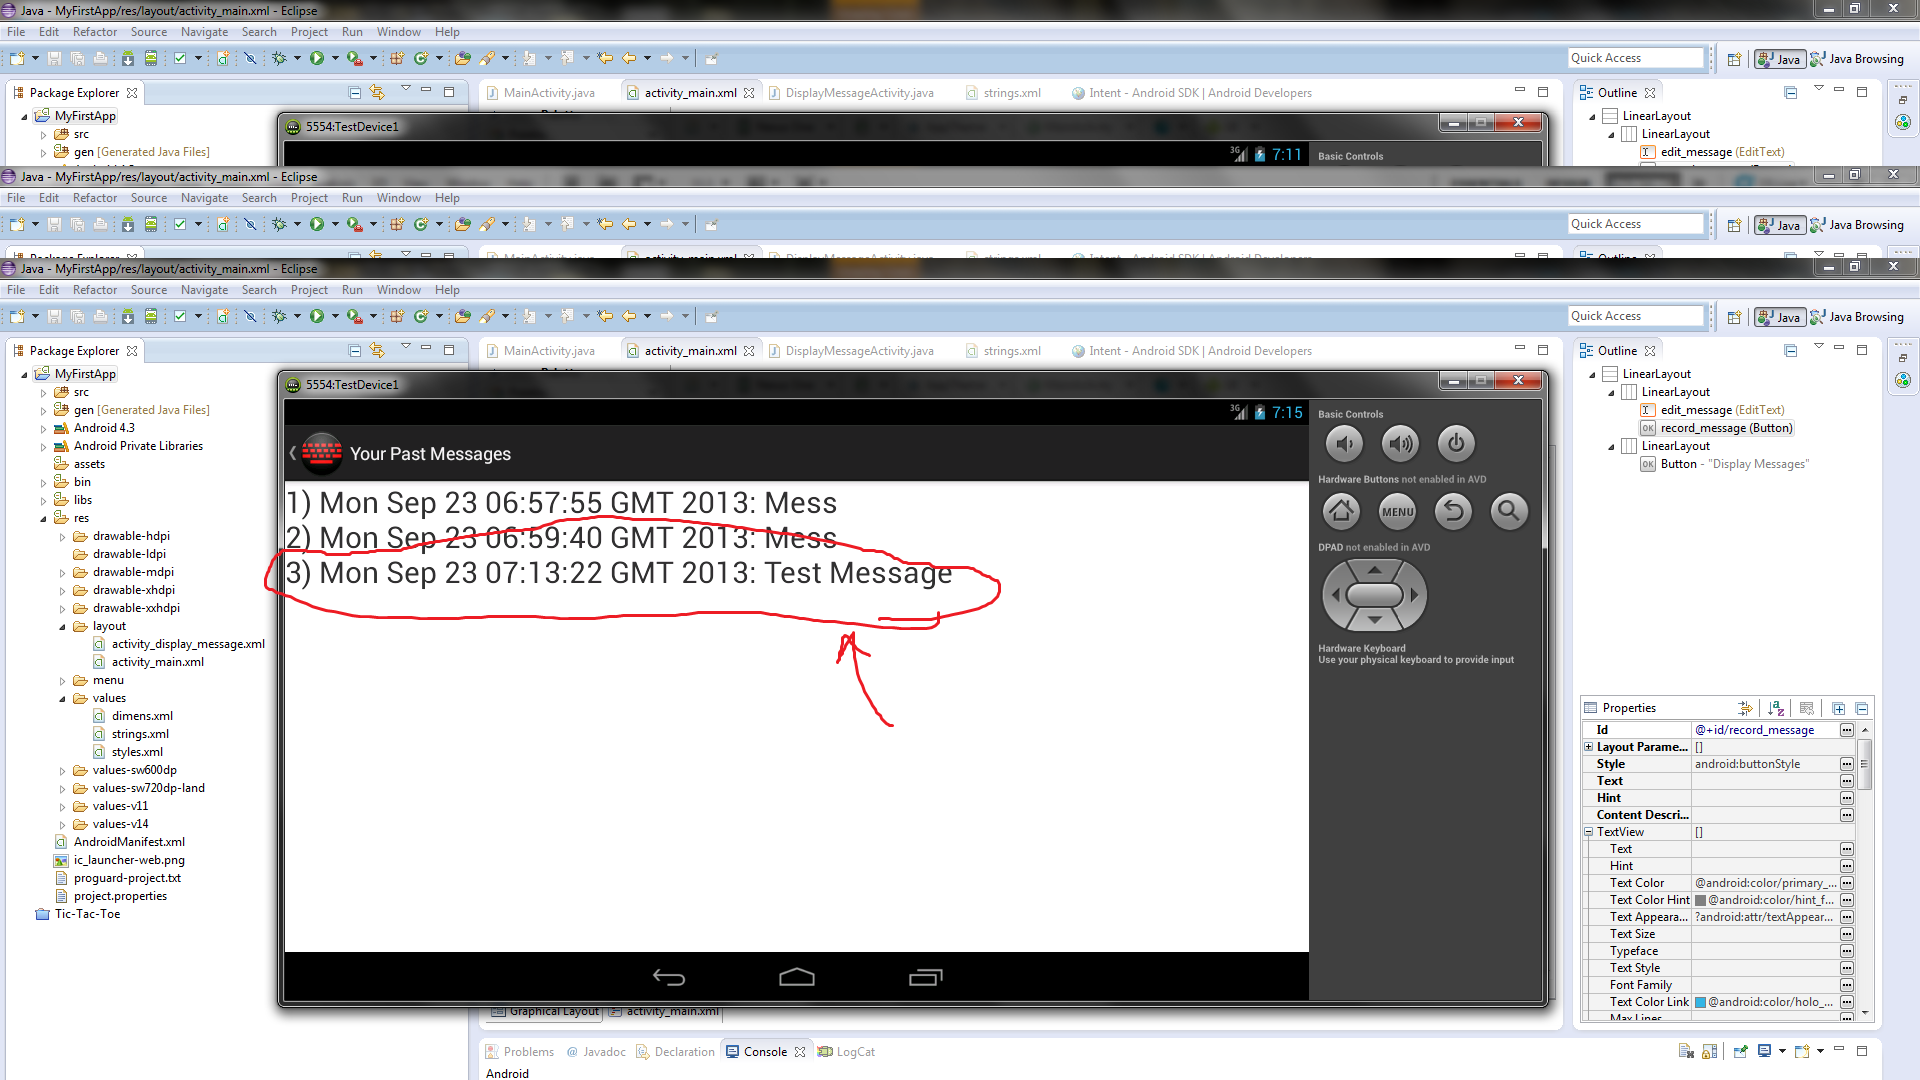 Java - MyFirstApp/res/layout/activity_main.xml - Eclipse
File Edit Refactor Source Navigate Search Project Run Window Help
Quick Access Java Java Browsing
Package Explorer MainActivity.java activity_main.xml DisplayMessageActivity.java strings.xml Intent - Android SDK | Android Developers Outline
MyFirstApp LinearLayout
5554:TestDevice1
src LinearLayout
gen [Generated Java Files] 3G 7:11 Basic Controls edit_message (EditText)
Java - MyFirstApp/res/layout/activity_main.xml - Eclipse
File Edit Refactor Source Navigate Search Project Run Window Help
Quick Access Java Java Browsing
Java - MyFirstApp/res/layout/activity_main.xml - Eclipse
File Edit Refactor Source Navigate Search Project Run Window Help
Quick Access Java Java Browsing
Package Explorer MainActivity.java activity_main.xml DisplayMessageActivity.java strings.xml Intent - Android SDK | Android Developers Outline
MyFirstApp
src
gen [Generated Java Files]
Android 4.3
Android Private Libraries
assets
bin
libs
res
drawable-hdpi
drawable-ldpi
drawable-mdpi
drawable-xhdpi
drawable-xxhdpi
layout
activity_display_message.xml
activity_main.xml
menu
values
dimens.xml
strings.xml
styles.xml
values-sw600dp
values-sw720dp-land
values-v11
values-v14
AndroidManifest.xml
ic_launcher-web.png
proguard-project.txt
project.properties
Tic-Tac-Toe
5554:TestDevice1
3G 7:15
Your Past Messages
1) Mon Sep 23 06:57:55 GMT 2013: Mess
2) Mon Sep 23 06:59:40 GMT 2013: Mess
3) Mon Sep 23 07:13:22 GMT 2013: Test Message
Basic Controls
Hardware Buttons not enabled in AVD
MENU
DPAD not enabled in AVD
Hardware Keyboard
Use your physical keyboard to provide input
LinearLayout
LinearLayout
edit_message (EditText)
OK record_message (Button)
LinearLayout
OK Button - "Display Messages"
Properties
Id @+id/record_message
Layout Parame... []
Style android:buttonStyle
Text
Hint
Content Descri...
TextView []
Text
Hint
Text Color @android:color/primary_...
Text Color Hint @android:color/hint_f...
Text Appeara... ?android:attr/textAppear...
Text Size
Typeface
Text Style
Font Family
Text Color Link @android:color/holo_...
Max Lines
Graphical Layout activity_main.xml
Problems Javadoc Declaration Console LogCat
Android